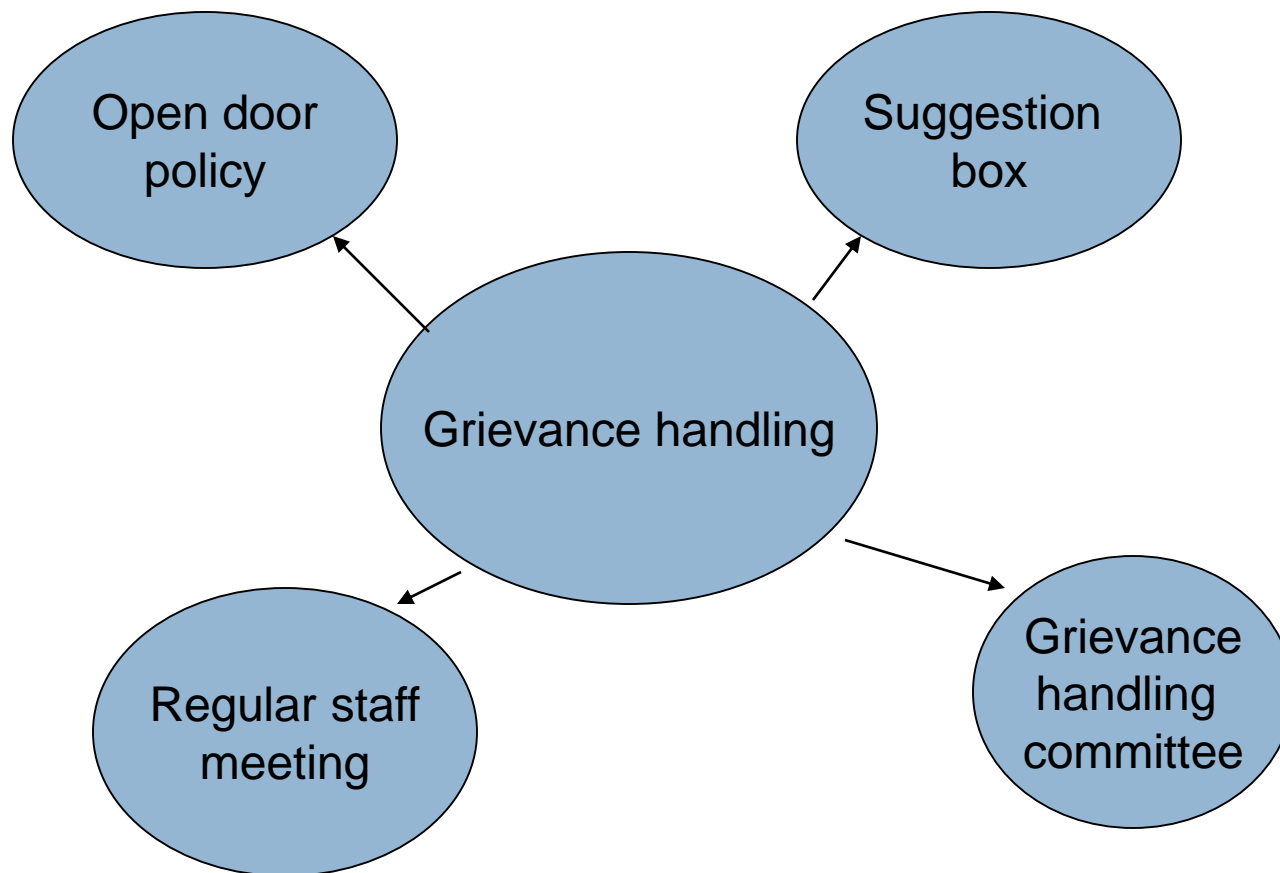 Open door
policy
Suggestion
box
Grievance handling
Regular staff
meeting
Grievance
handling
committee